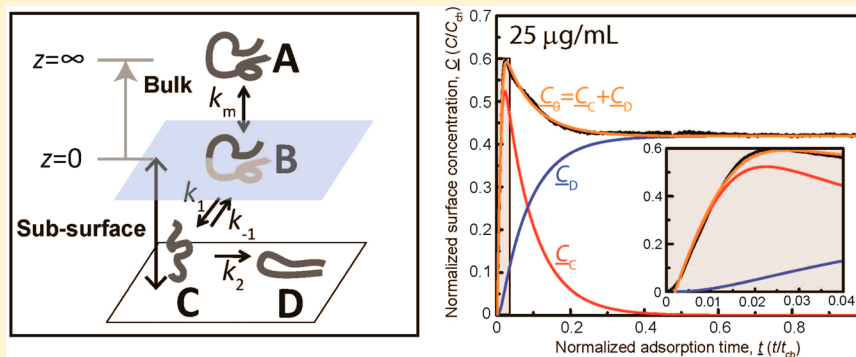 z=∞
Bulk
z=0
Sub-surface
A
k_m
B
k_1
k_-1
k_2
C
D
25 μg/mL
C_θ=C_C+C_D
C_D
C_C
Normalized surface concentration, C (C/C_ch)
0.7
0.6
0.5
0.4
0.3
0.2
0.1
0
0
0.2
0.4
0.6
0.8
Normalized adsorption time, t (t/t_ch)
0.6
0.4
0.2
0
0
0.01
0.02
0.03
0.04